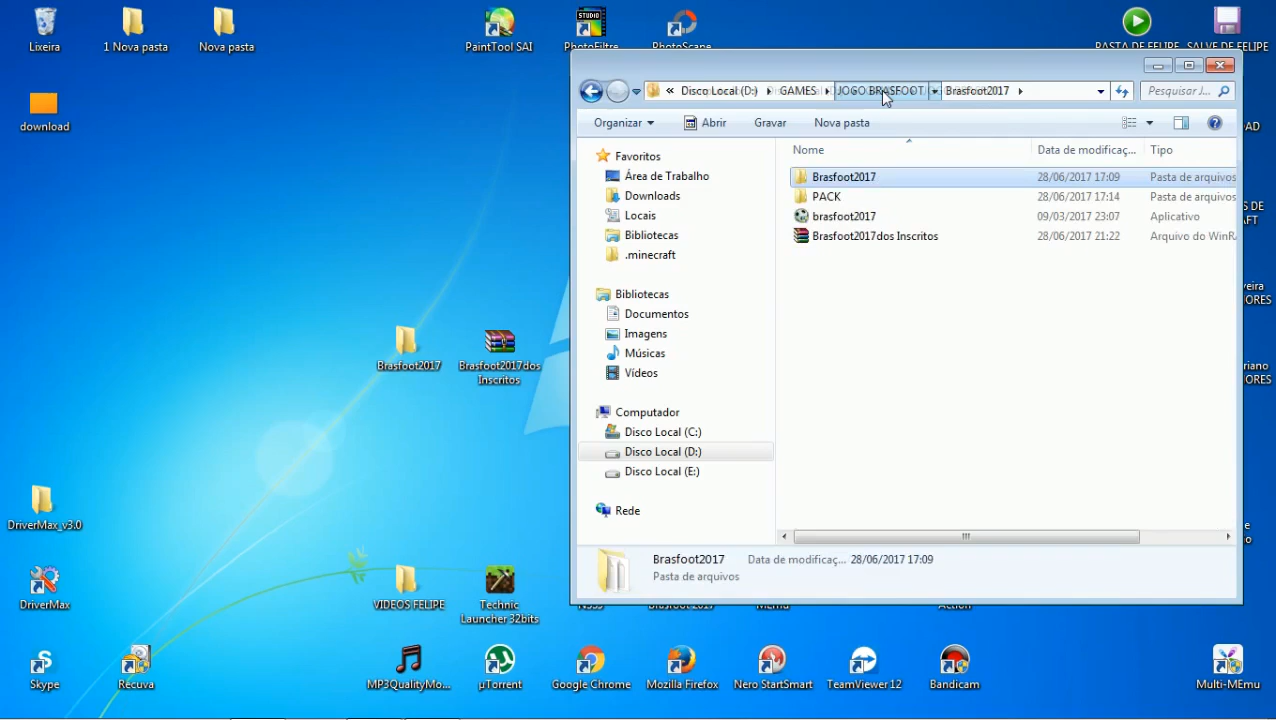 Lixeira
1 Nova pasta
Nova pasta
PaintTool SAI
STUDIO
PhotoFiltre
PhotoScape
PASTA DE FELIPE
SALVE DE FELIPE
download
« Disco Local (D:) GAMES JOGO BRASFOOT Brasfoot2017
Pesquisar J...
Organizar
Abrir
Gravar
Nova pasta
Favoritos
Área de Trabalho
Downloads
Locais
Bibliotecas
.minecraft
Bibliotecas
Documentos
Imagens
Músicas
Vídeos
Computador
Disco Local (C:)
Disco Local (D:)
Disco Local (E:)
Rede
Nome
Data de modificaç...
Tipo
Brasfoot2017
28/06/2017 17:09
Pasta de arquivos
PACK
28/06/2017 17:14
Pasta de arquivos
brasfoot2017
09/03/2017 23:07
Aplicativo
Brasfoot2017dos Inscritos
28/06/2017 21:22
Arquivo do WinRA
Brasfoot2017
Data de modificaç... 28/06/2017 17:09
Pasta de arquivos
Brasfoot2017
Brasfoot2017dos
Inscritos
DriverMax_v3.0
DriverMax
VIDEOS FELIPE
Technic
Launcher 32bits
Skype
Recuva
MP3QualityMo...
µTorrent
Google Chrome
Mozilla Firefox
Nero StartSmart
TeamViewer 12
Bandicam
Multi-MEmu